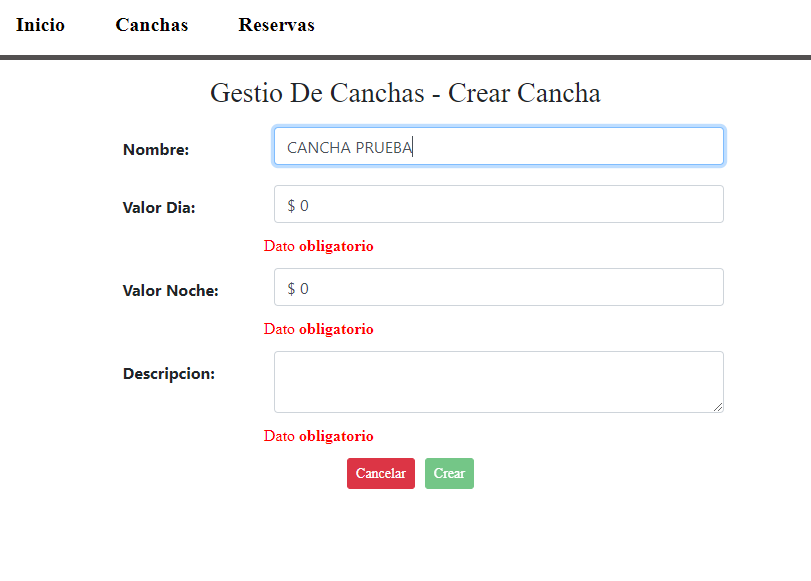 Inicio Canchas Reservas
Gestio De Canchas - Crear Cancha
Nombre: CANCHA PRUEBA
Valor Dia: $ 0
Dato obligatorio
Valor Noche: $ 0
Dato obligatorio
Descripcion:
Dato obligatorio
Cancelar Crear